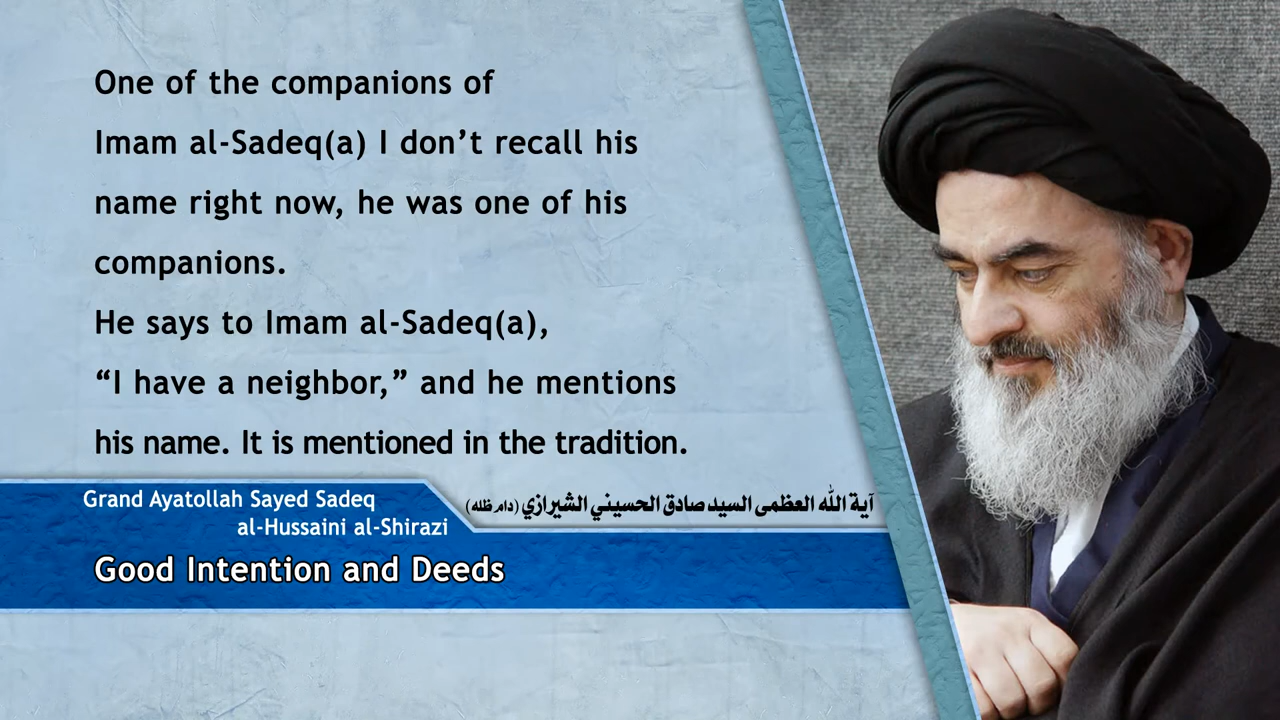 One of the companions of
Imam al-Sadeq(a) I don’t recall his
name right now, he was one of his
companions.
He says to Imam al-Sadeq(a),
“I have a neighbor,” and he mentions
his name. It is mentioned in the tradition.
Grand Ayatollah Sayed Sadeq
al-Hussaini al-Shirazi
آية الله العظمى السيد صادق الحسيني الشيرازي (دام ظله)
Good Intention and Deeds